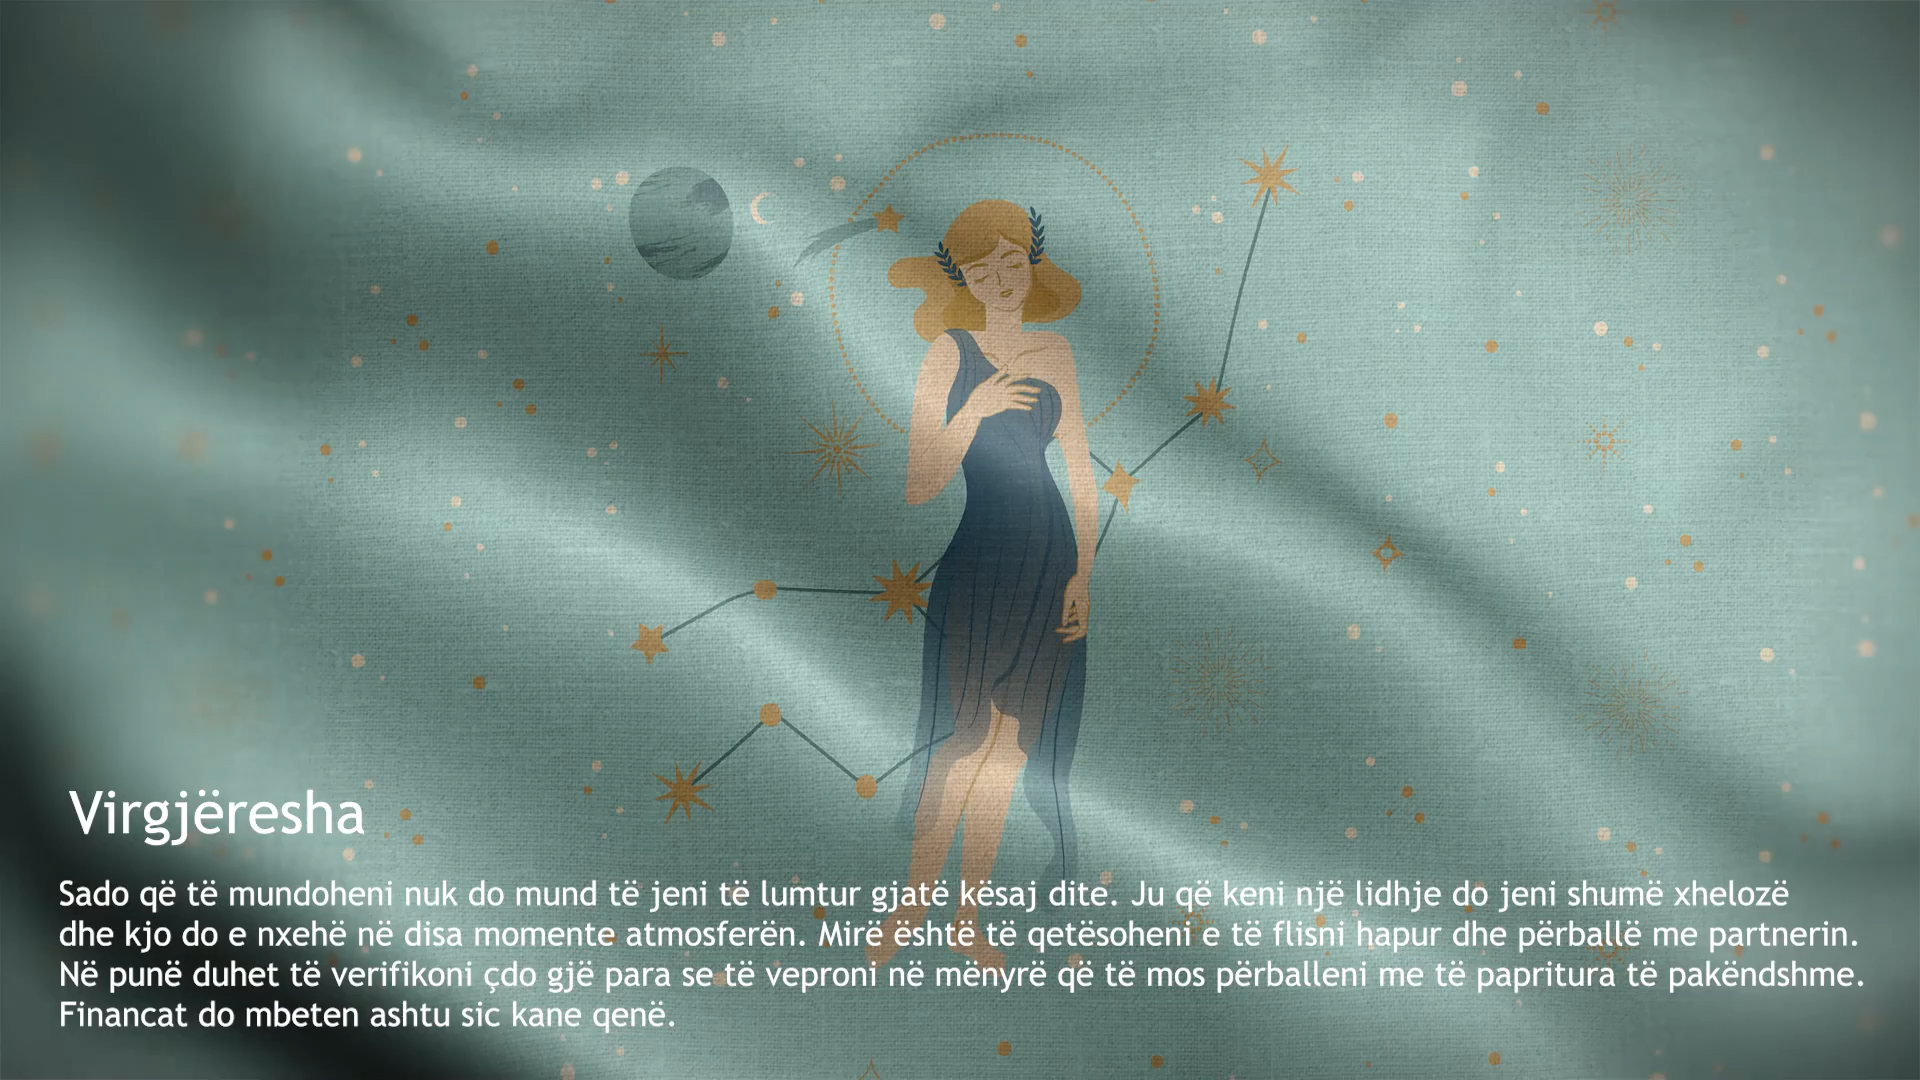 Virgjëresha
Sado që të mundoheni nuk do mund të jeni të lumtur gjatë kësaj dite. Ju që keni një lidhje do jeni shumë xhelozë
dhe kjo do e nxehë në disa momente atmosferën. Mirë është të qetësoheni e të flisni hapur dhe përballë me partnerin.
Në punë duhet të verifikoni çdo gjë para se të veproni në mënyrë që të mos përballeni me të papritura të pakëndshme.
Financat do mbeten ashtu sic kane qenë.